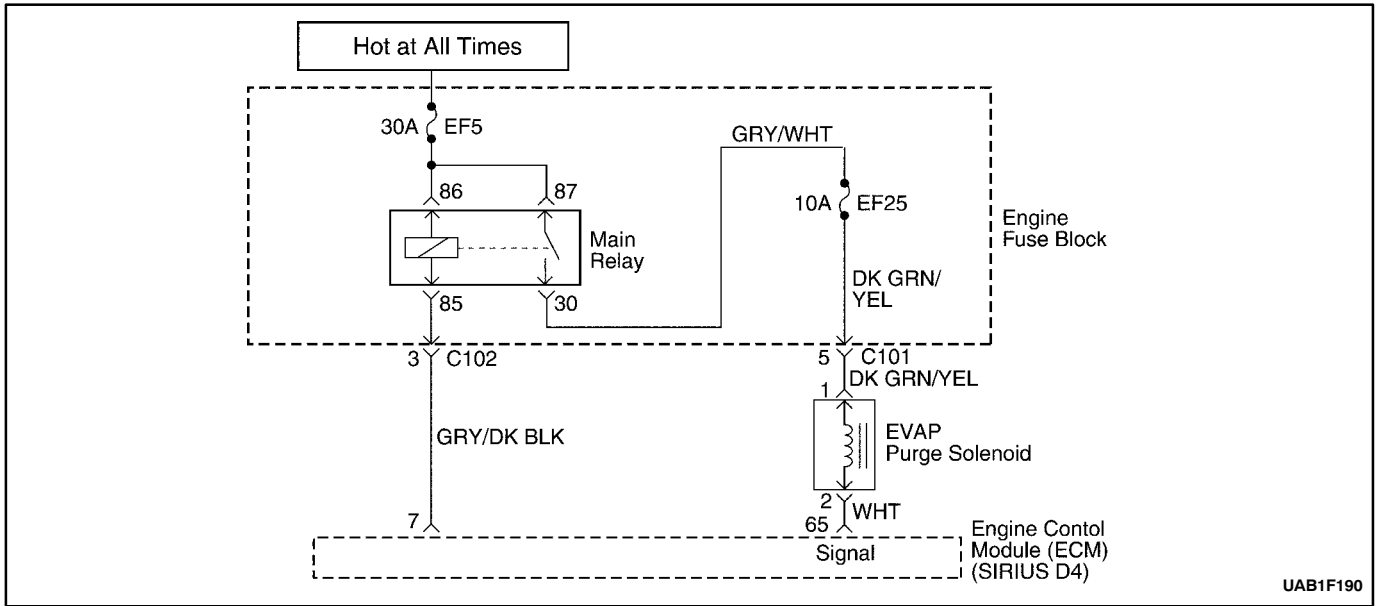 Hot at All Times
30A EF5
GRY/WHT
86
87
10A EF25
Engine
Fuse Block
Main
Relay
DK GRN/
YEL
85
30
3 C102
5 C101
DK GRN/YEL
1
GRY/DK BLK
EVAP
Purge Solenoid
2
WHT
7
65
Signal
Engine Contol
Module (ECM)
(SIRIUS D4)
UAB1F190